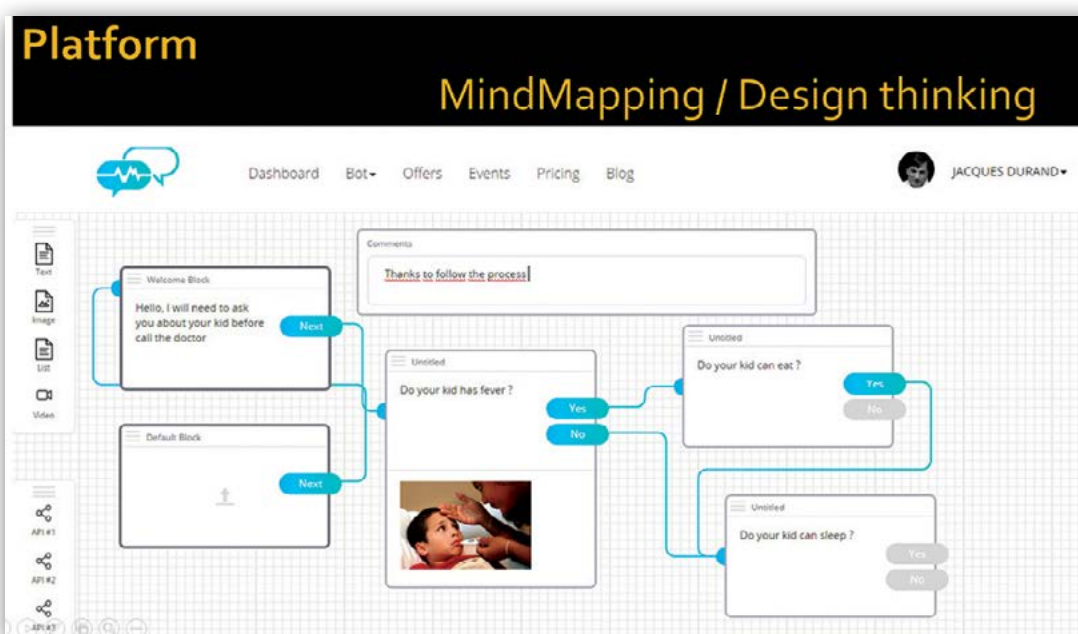 Platform
MindMapping / Design thinking
Dashboard Bot Offers Events Pricing Blog
JACQUES DURAND
Text
Image
List
Video
API #1
API #2
API #3
Comments
Thanks to follow the process
Welcome Block
Hello, I will need to ask
you about your kid before
call the doctor
Next
Default Block
Next
Untitled
Do your kid has fever ?
Yes
No
Untitled
Do your kid can eat ?
Yes
No
Untitled
Do your kid can sleep ?
Yes
No